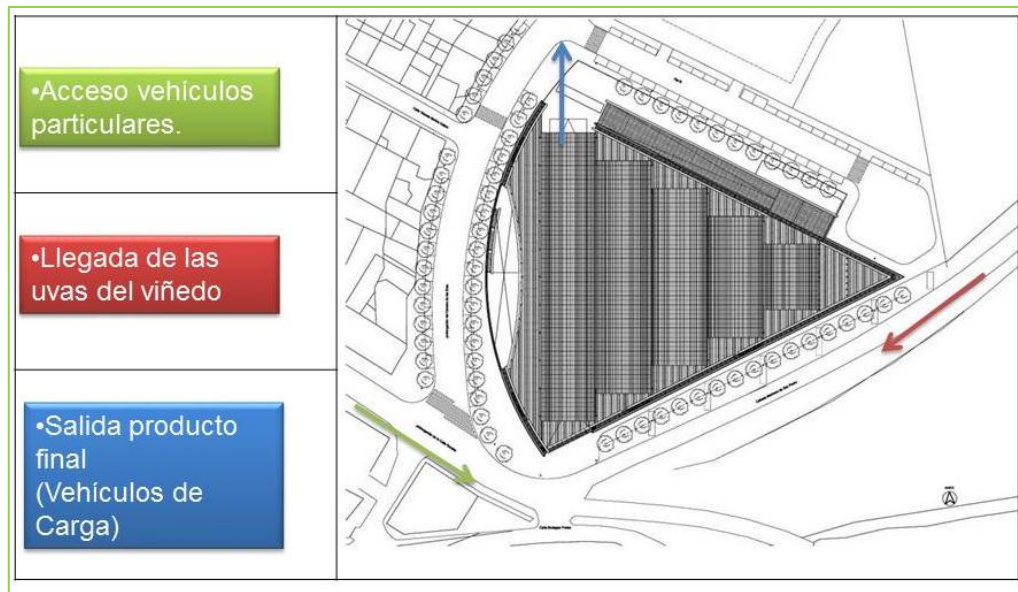 •Acceso vehículos
particulares.
•Llegada de las
uvas del viñedo
•Salida producto
final
(Vehículos de
Carga)